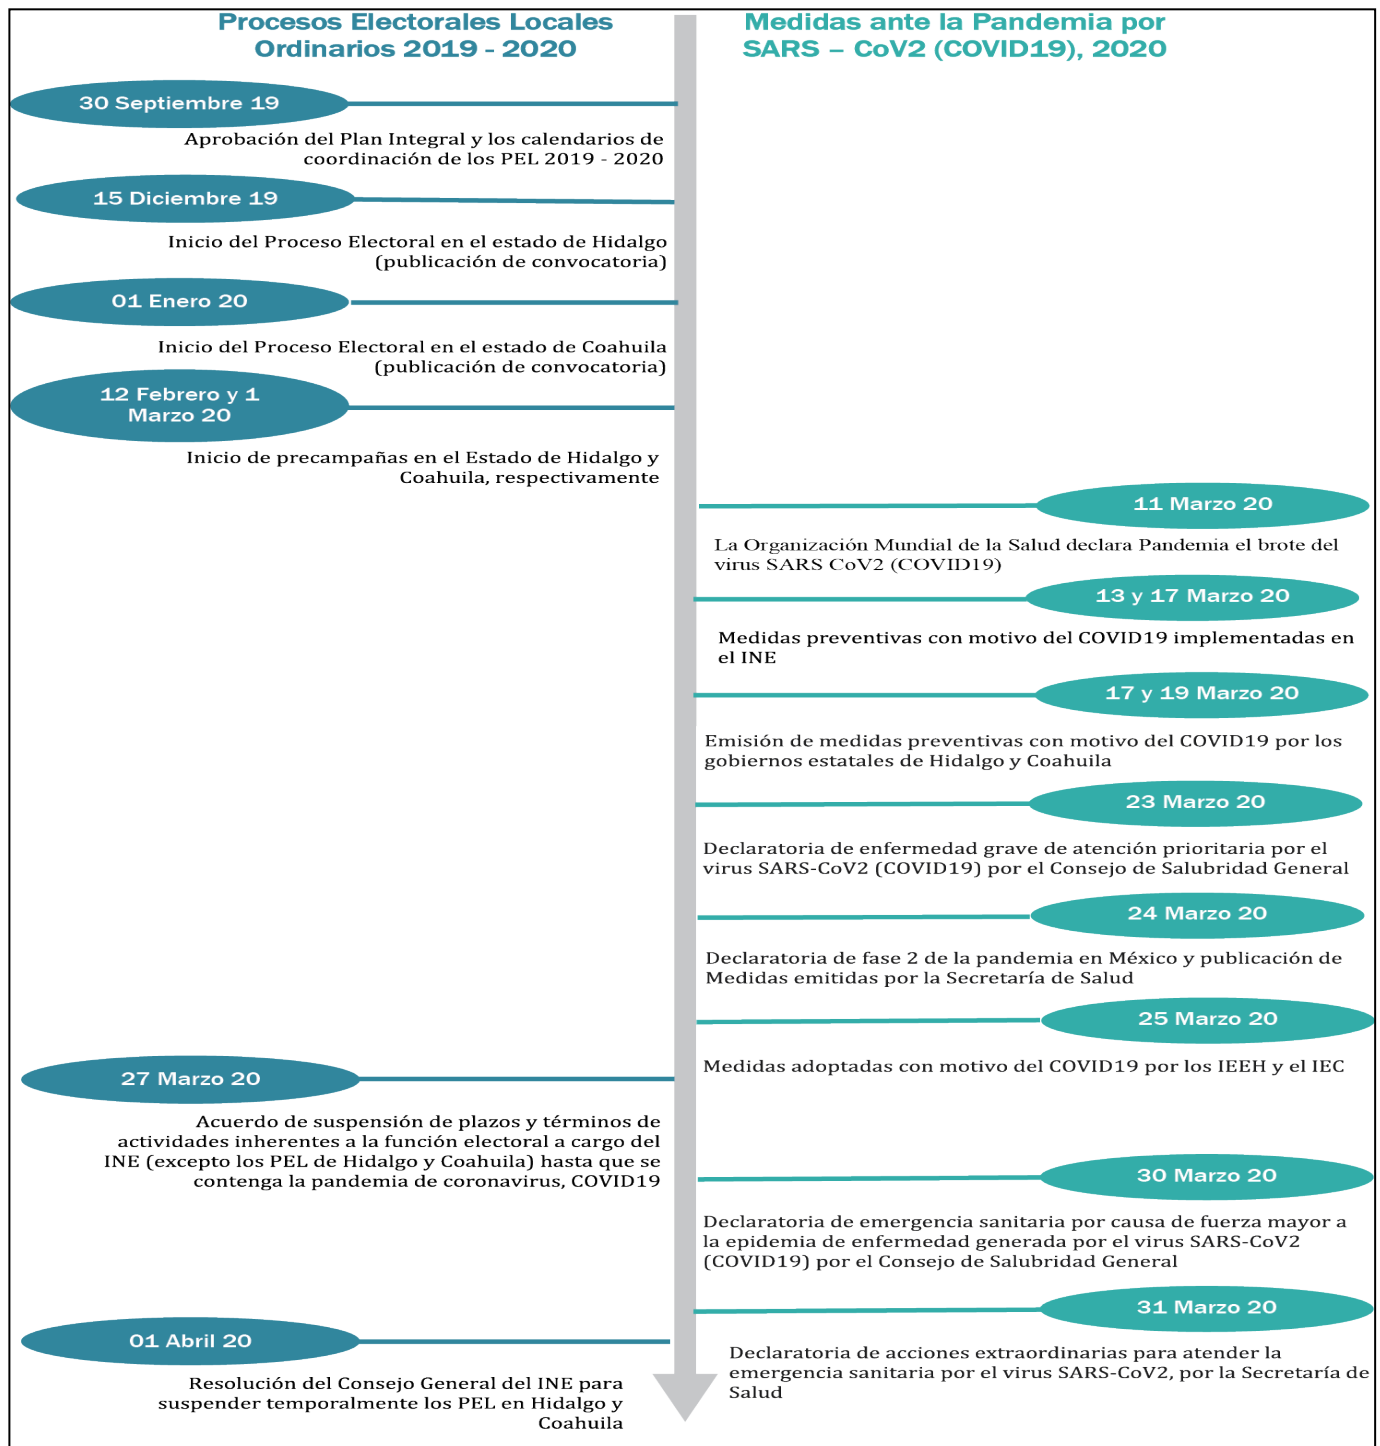 Procesos Electorales Locales
Ordinarios 2019 - 2020
Medidas ante la Pandemia por
SARS – CoV2 (COVID19), 2020
30 Septiembre 19
Aprobación del Plan Integral y los calendarios de
coordinación de los PEL 2019 - 2020
15 Diciembre 19
Inicio del Proceso Electoral en el estado de Hidalgo
(publicación de convocatoria)
01 Enero 20
Inicio del Proceso Electoral en el estado de Coahuila
(publicación de convocatoria)
12 Febrero y 1
Marzo 20
Inicio de precampañas en el Estado de Hidalgo y
Coahuila, respectivamente
11 Marzo 20
La Organización Mundial de la Salud declara Pandemia el brote del
virus SARS CoV2 (COVID19)
13 y 17 Marzo 20
Medidas preventivas con motivo del COVID19 implementadas en
el INE
17 y 19 Marzo 20
Emisión de medidas preventivas con motivo del COVID19 por los
gobiernos estatales de Hidalgo y Coahuila
23 Marzo 20
Declaratoria de enfermedad grave de atención prioritaria por el
virus SARS-CoV2 (COVID19) por el Consejo de Salubridad General
24 Marzo 20
Declaratoria de fase 2 de la pandemia en México y publicación de
Medidas emitidas por la Secretaría de Salud
25 Marzo 20
Medidas adoptadas con motivo del COVID19 por los IEEH y el IEC
27 Marzo 20
Acuerdo de suspensión de plazos y términos de
actividades inherentes a la función electoral a cargo del
INE (excepto los PEL de Hidalgo y Coahuila) hasta que se
contenga la pandemia de coronavirus, COVID19
30 Marzo 20
Declaratoria de emergencia sanitaria por causa de fuerza mayor a
la epidemia de enfermedad generada por el virus SARS-CoV2
(COVID19) por el Consejo de Salubridad General
31 Marzo 20
Declaratoria de acciones extraordinarias para atender la
emergencia sanitaria por el virus SARS-CoV2, por la Secretaría de
Salud
01 Abril 20
Resolución del Consejo General del INE para
suspender temporalmente los PEL en Hidalgo y
Coahuila